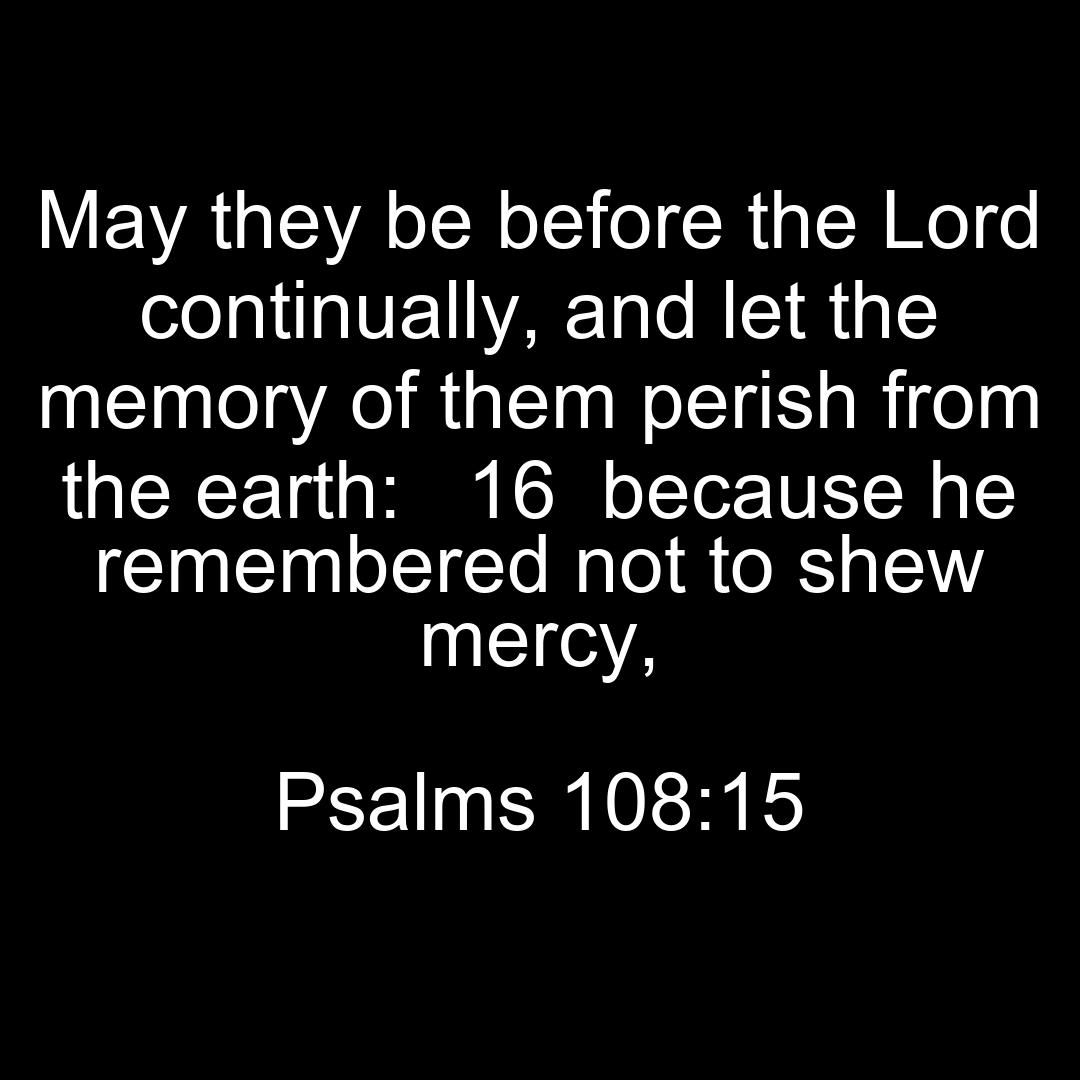 May they be before the Lord
continually, and let the
memory of them perish from
the earth:   16  because he
remembered not to shew
mercy,
Psalms 108:15